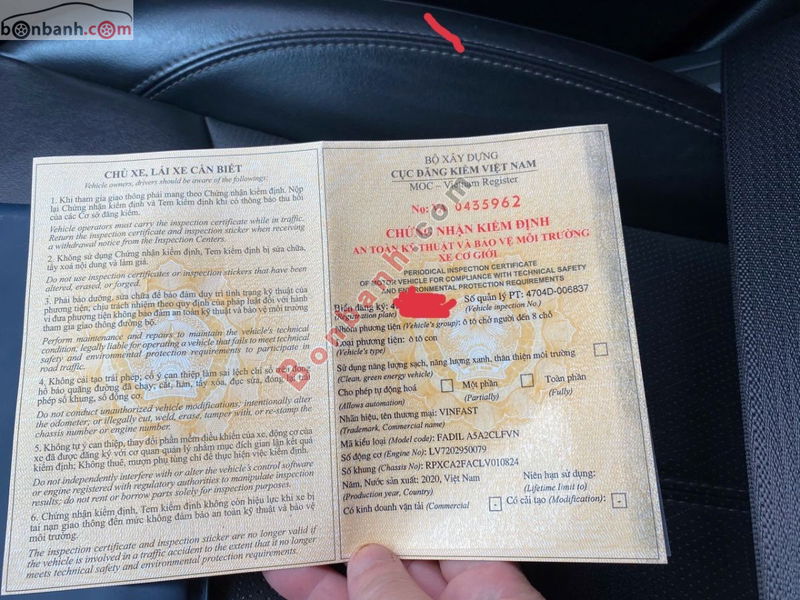 bonbanh.com
CHỦ XE, LÁI XE CẦN BIẾT
Vehicle owners, drivers should be aware of the followings:
1. Khi tham gia giao thông phải mang theo Chứng nhận kiểm định. Nộp
lại Chứng nhận kiểm định và Tem kiểm định khi có thông báo thu hồi
của các Cơ sở đăng kiểm.
Vehicle operators must carry the inspection certificate while in traffic.
Return the inspection certificate and inspection sticker when receiving
a withdrawal notice from the Inspection Centers.
2. Không sử dụng Chứng nhận kiểm định, Tem kiểm định bị sửa chữa,
tẩy xoá nội dung và làm giả.
Do not use inspection certificates or inspection stickers that have been
altered, erased, or forged.
3. Phải bảo dưỡng, sửa chữa để bảo đảm duy trì tình trạng kỹ thuật của
phương tiện; chịu trách nhiệm theo quy định của pháp luật đối với hành
vi đưa phương tiện không bảo đảm an toàn kỹ thuật và bảo vệ môi trường
tham gia giao thông đường bộ.
Perform maintenance and repairs to maintain the vehicle's technical
condition; legally liable for operating a vehicle that fails to meet technical
safety and environmental protection requirements to participate in
road traffic.
4. Không cải tạo trái phép; cố ý can thiệp làm sai lệch chỉ số trên đồng
hồ báo quãng đường đã chạy; cắt, hàn, tẩy xoá, đục sửa, đóng lại trái
phép số khung, số động cơ.
Do not conduct unauthorized vehicle modifications; intentionally alter
the odometer; or illegally cut, weld, erase, tamper with, or re-stamp the
chassis number or engine number.
5. Không tự ý can thiệp, thay đổi phần mềm điều khiển của xe, động cơ của
xe đã được đăng ký với cơ quan quản lý nhằm mục đích gian lận kết quả
kiểm định; Không thuê, mượn phụ tùng chỉ để thực hiện việc kiểm định.
Do not independently interfere with or alter the vehicle's control software
or engine registered with regulatory authorities to manipulate inspection
results; do not rent or borrow parts solely for inspection purposes.
6. Chứng nhận kiểm định, Tem kiểm định không còn hiệu lực khi xe bị
tai nạn giao thông đến mức không đảm bảo an toàn kỹ thuật và bảo vệ
môi trường.
The inspection certificate and inspection sticker are no longer valid if
the vehicle is involved in a traffic accident to the extent that it no longer
meets technical safety and environmental protection requirements.
BỘ XÂY DỰNG
CỤC ĐĂNG KIỂM VIỆT NAM
MOC – Vietnam Register
No: 0435962
CHỨNG NHẬN KIỂM ĐỊNH
AN TOÀN KỸ THUẬT VÀ BẢO VỆ MÔI TRƯỜNG
XE CƠ GIỚI
PERIODICAL INSPECTION CERTIFICATE
OF MOTOR VEHICLE FOR COMPLIANCE WITH TECHNICAL SAFETY
AND ENVIRONMENTAL PROTECTION REQUIREMENTS
Biển đăng ký: Số quản lý PT: 4704D-006837
(Registration plate) (Vehicle inspection No.)
Nhóm phương tiện (Vehicle's group): ô tô chở người đến 8 chỗ
Loại phương tiện: ô tô con
(Vehicle's type)
Sử dụng năng lượng sạch, năng lượng xanh, thân thiện môi trường
(Clean, green energy vehicle)
Cho phép tự động hoá Một phần Toàn phần
(Allows automation) (Partially) (Fully)
Nhãn hiệu, tên thương mại: VINFAST
(Trademark, Commercial name)
Mã kiểu loại (Model code): FADIL A5A2CLFVN
Số động cơ (Engine No): LV7202950079
Số khung (Chassis No): RPXCA2FACLV010824
Năm, Nước sản xuất: 2020, Việt Nam Niên hạn sử dụng:
(Production year, Country) (Lifetime limit to)
Có kinh doanh vận tải (Commercial Có cải tạo (Modification):
Bonbanh.com